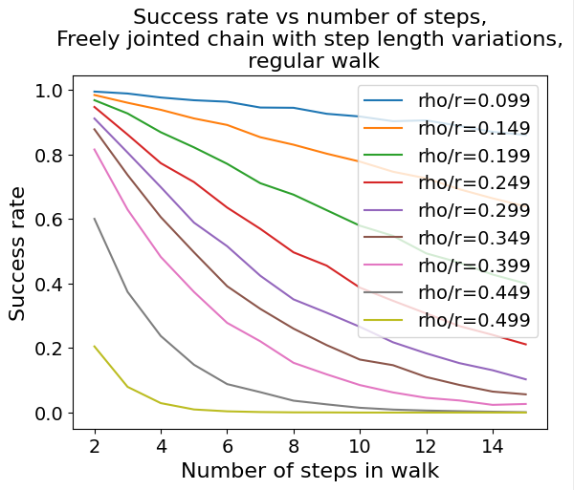 Success rate vs number of steps,
Freely jointed chain with step length variations,
regular walk
1.0
0.8
0.6
0.4
0.2
0.0
Success rate
rho/r=0.099
rho/r=0.149
rho/r=0.199
rho/r=0.249
rho/r=0.299
rho/r=0.349
rho/r=0.399
rho/r=0.449
rho/r=0.499
2
4
6
8
10
12
14
Number of steps in walk